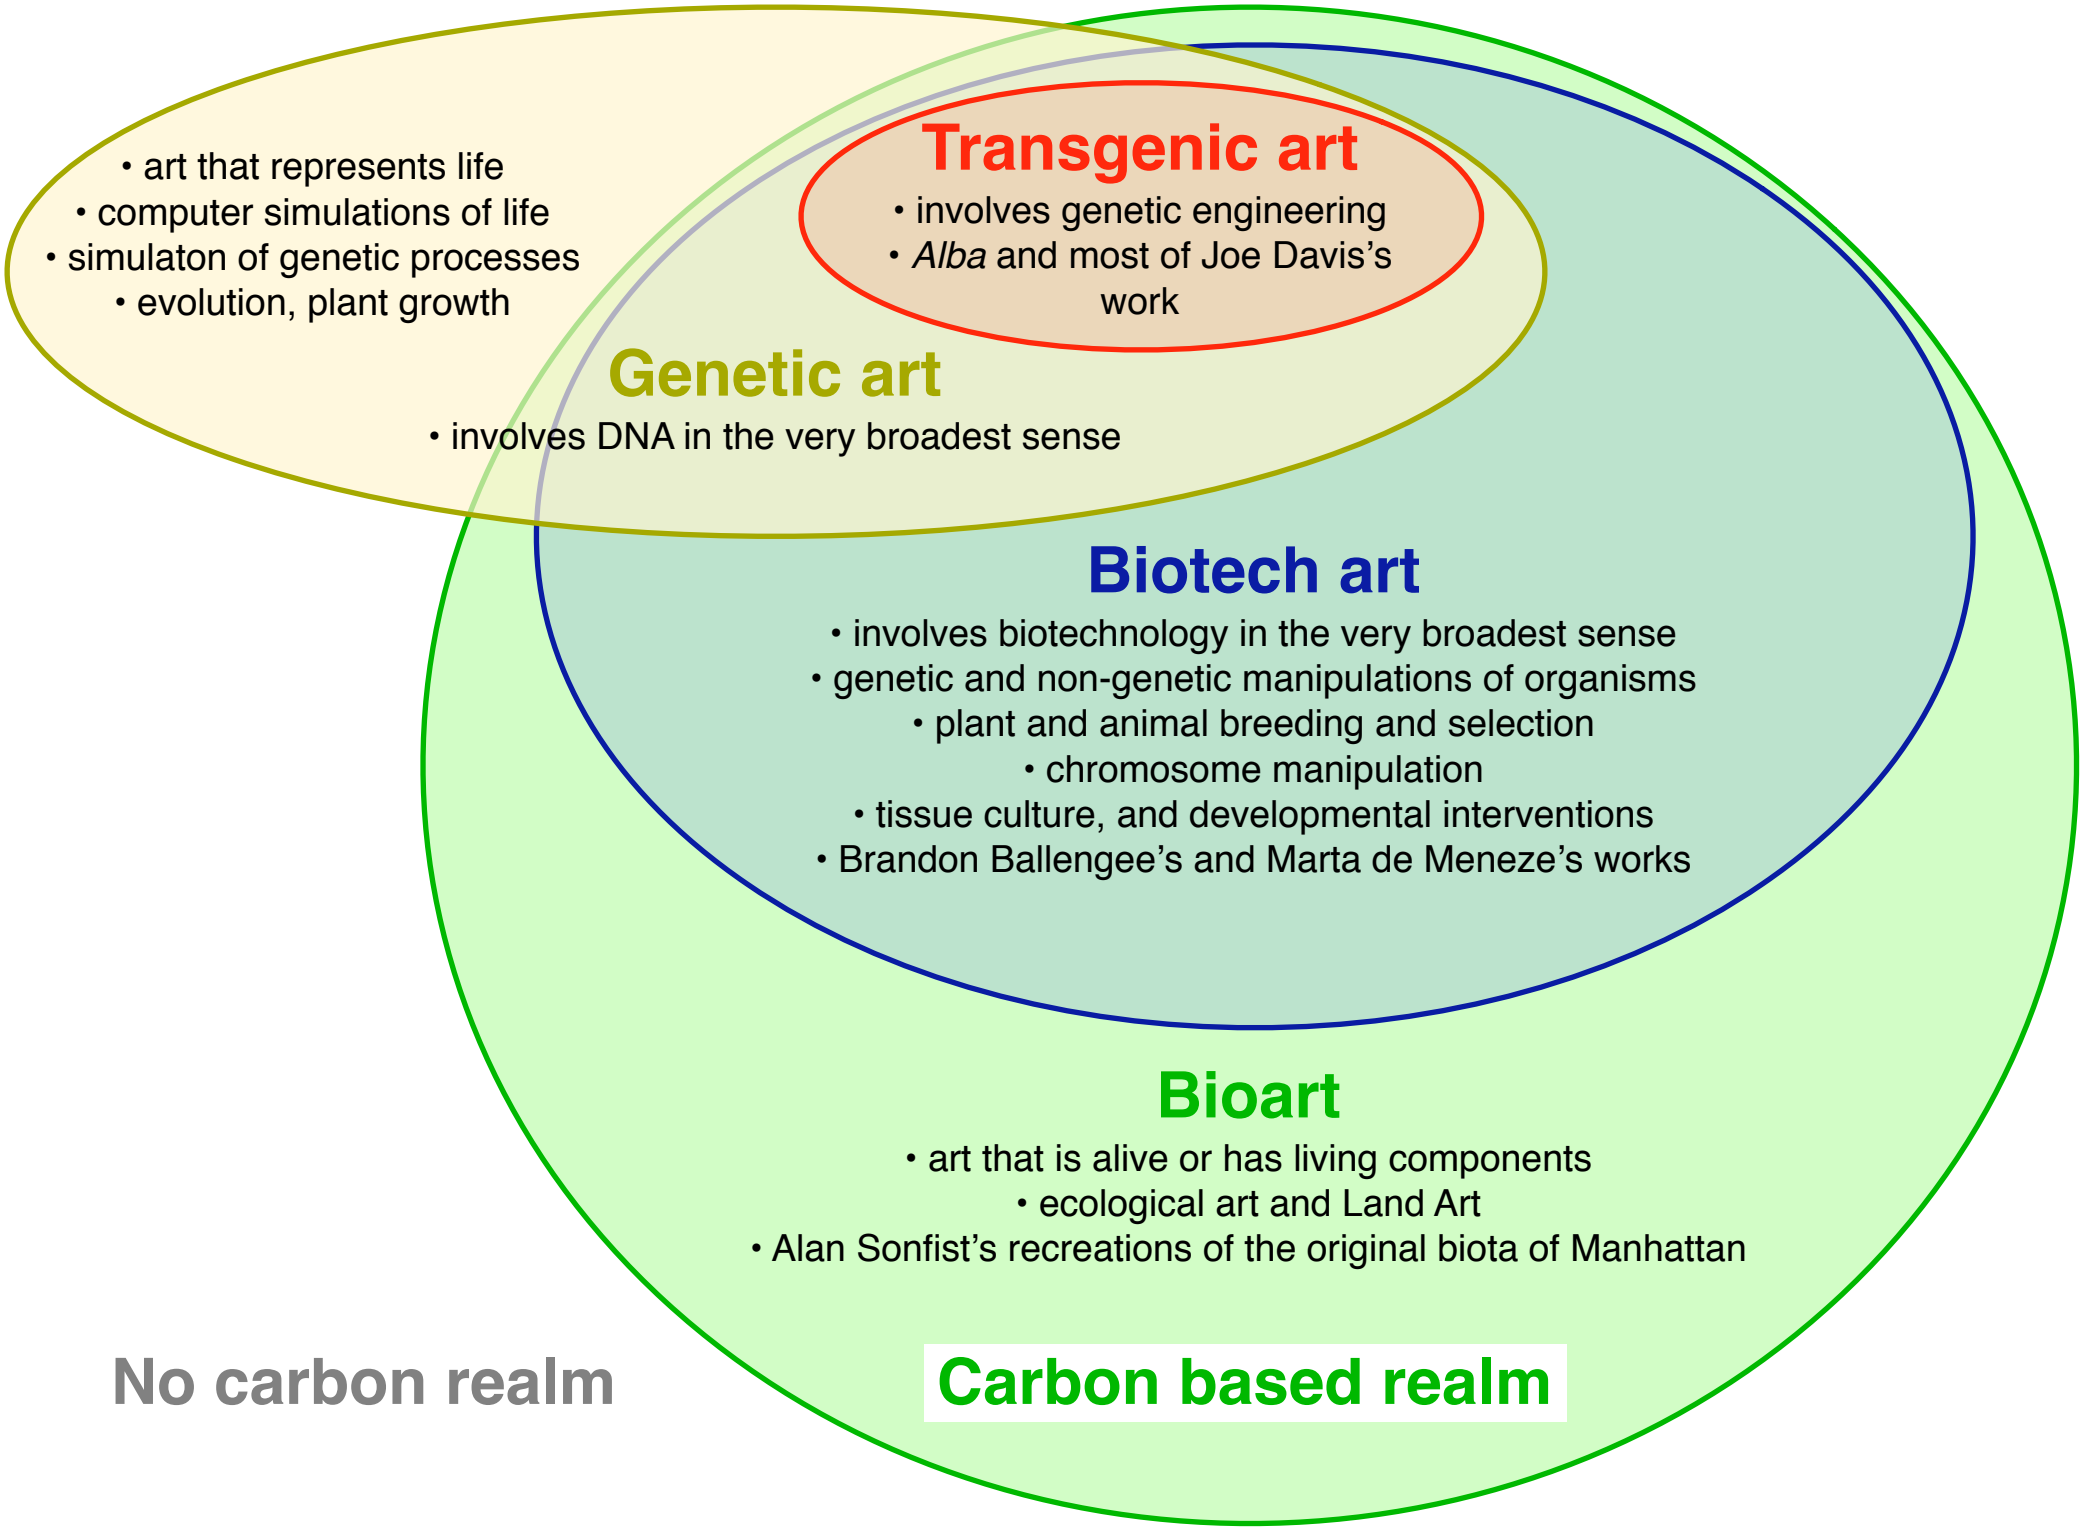 • art that represents life
• computer simulations of life
• simulaton of genetic processes
• evolution, plant growth
Transgenic art
• involves genetic engineering
• Alba and most of Joe Davis’s
work
Genetic art
• involves DNA in the very broadest sense
Biotech art
• involves biotechnology in the very broadest sense
• genetic and non-genetic manipulations of organisms
• plant and animal breeding and selection
• chromosome manipulation
• tissue culture, and developmental interventions
• Brandon Ballengee’s and Marta de Meneze’s works
Bioart
• art that is alive or has living components
• ecological art and Land Art
• Alan Sonfist’s recreations of the original biota of Manhattan
No carbon realm
Carbon based realm